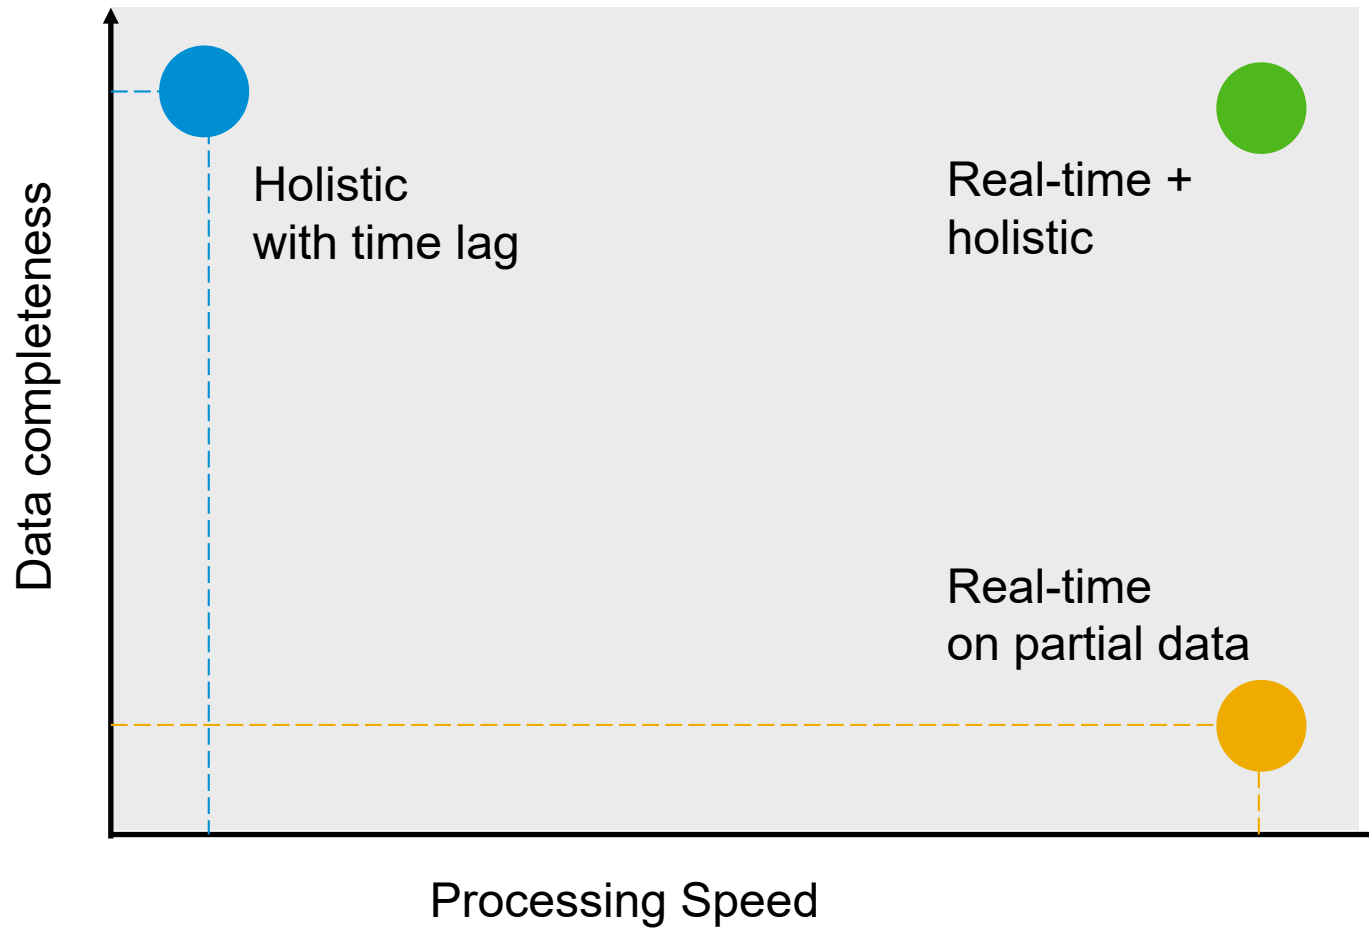 Data completeness
Holistic
with time lag
Real-time +
holistic
Real-time
on partial data
Processing Speed